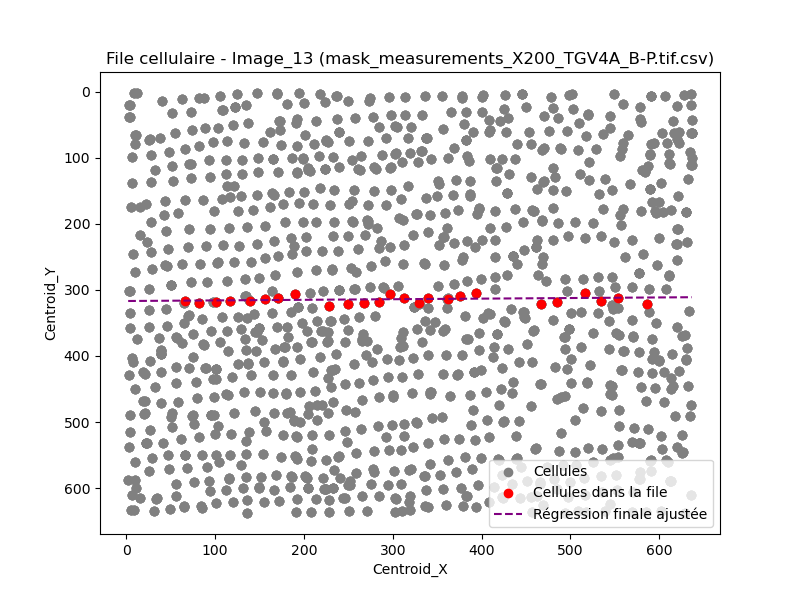 File cellulaire - Image_13 (mask_measurements_X200_TGV4A_B-P.tif.csv)
0
100
200
300
400
500
600
Centroid_Y
0 100 200 300 400 500 600
Centroid_X
Cellules
Cellules dans la file
Régression finale ajustée